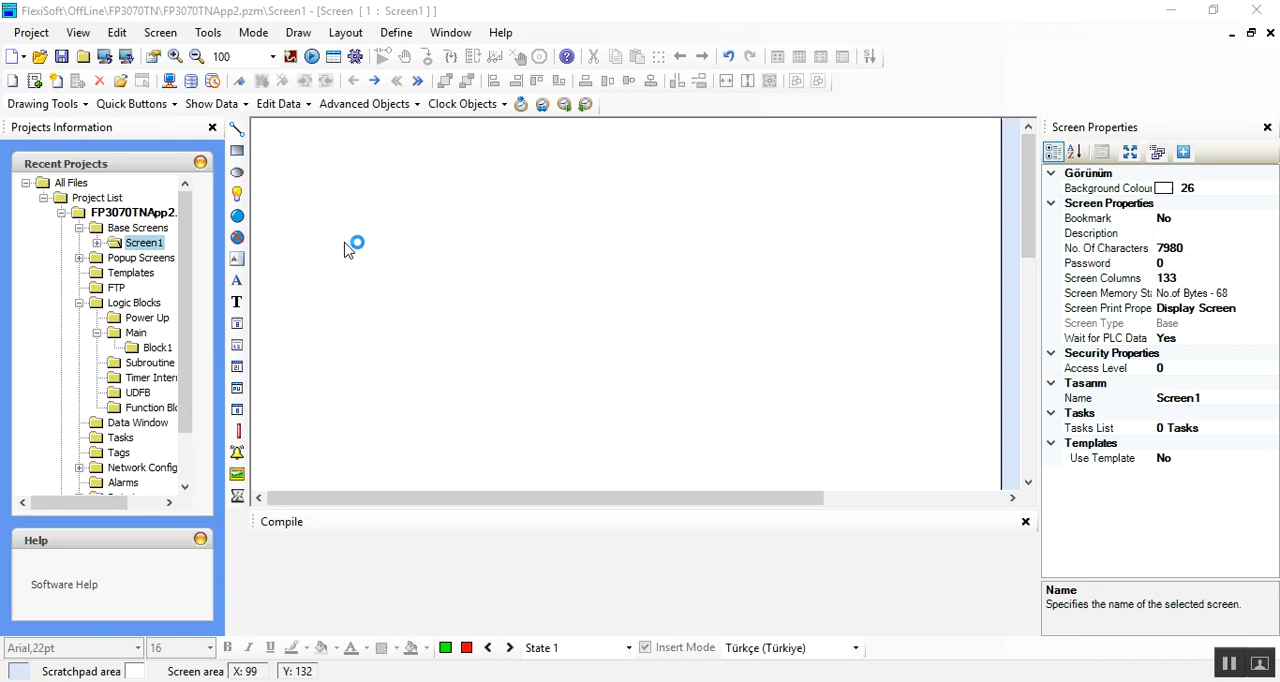 FlexiSoft\OffLine\FP3070TN\FP3070TNApp2.pzm\Screen1 - [Screen [ 1 : Screen1 ] ]
Project View Edit Screen Tools Mode Draw Layout Define Window Help
100
Drawing Tools Quick Buttons Show Data Edit Data Advanced Objects Clock Objects
Projects Information
Recent Projects
All Files
Project List
FP3070TNApp2.
Base Screens
Screen1
Popup Screens
Templates
FTP
Logic Blocks
Power Up
Main
Block1
Subroutine
Timer Inter
UDFB
Function Blo
Data Window
Tasks
Tags
Network Config
Alarms
Help
Software Help
Compile
Screen Properties
Görünüm
Background Colou 26
Screen Properties
Bookmark No
Description
No. Of Characters 7980
Password 0
Screen Columns 133
Screen Memory Sta No.of Bytes - 68
Screen Print Prope Display Screen
Screen Type Base
Wait for PLC Data Yes
Security Properties
Access Level 0
Tasarım
Name Screen1
Tasks
Tasks List 0 Tasks
Templates
Use Template No
Name
Specifies the name of the selected screen.
Arial,22pt 16 B I U A State 1 Insert Mode Türkçe (Türkiye)
Scratchpad area Screen area X: 99 Y: 132